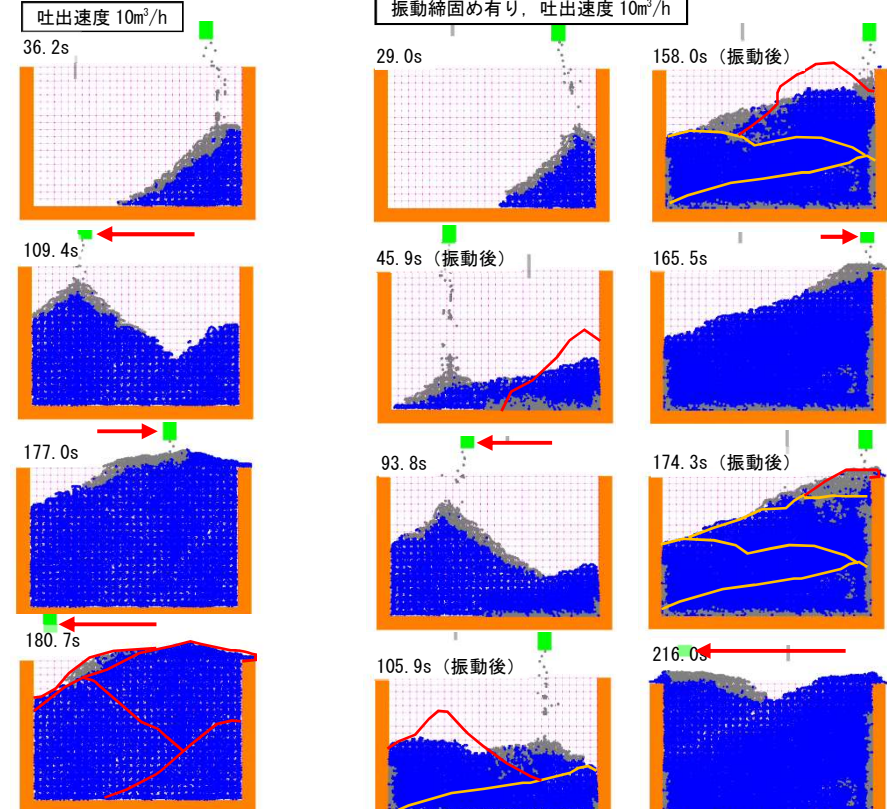 吐出速度 10m³/h
36.2s
109.4s
177.0s
180.7s
振動締固め有り，吐出速度 10m³/h
29.0s
45.9s（振動後）
93.8s
105.9s（振動後）
158.0s（振動後）
165.5s
174.3s（振動後）
216.0s